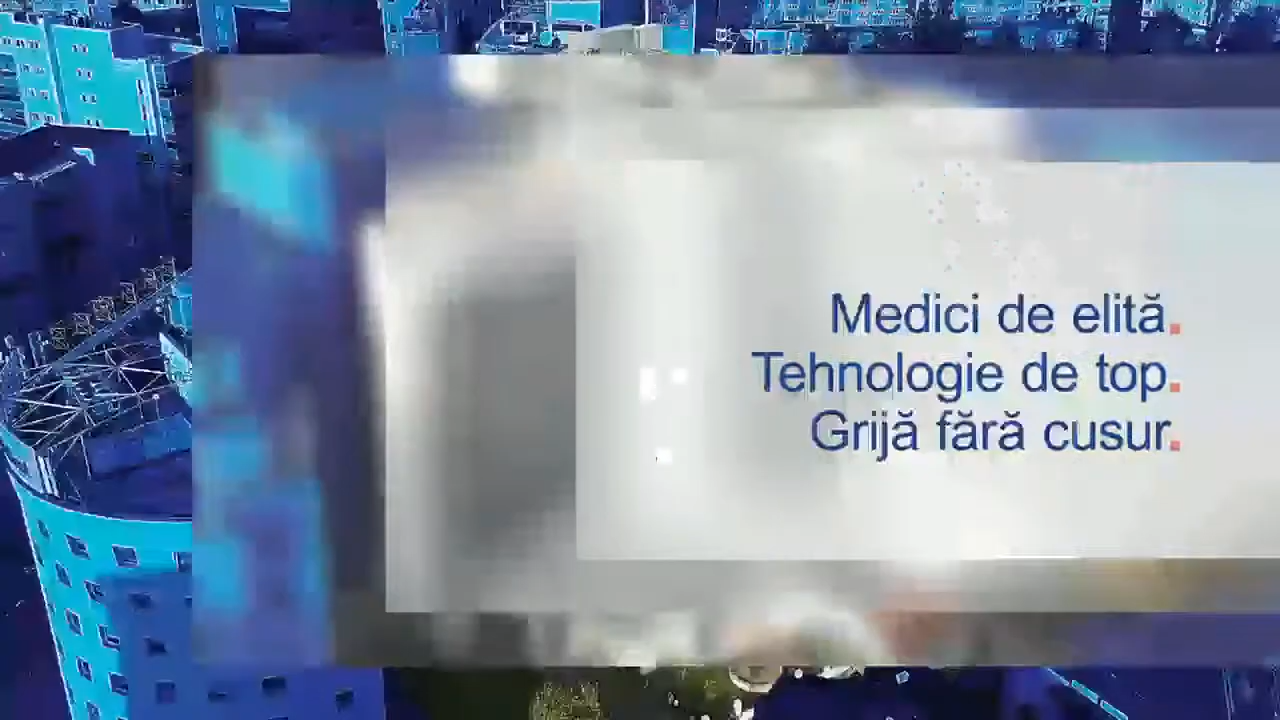 Medici de elită.
Tehnologie de top.
Grijă fără cusur.